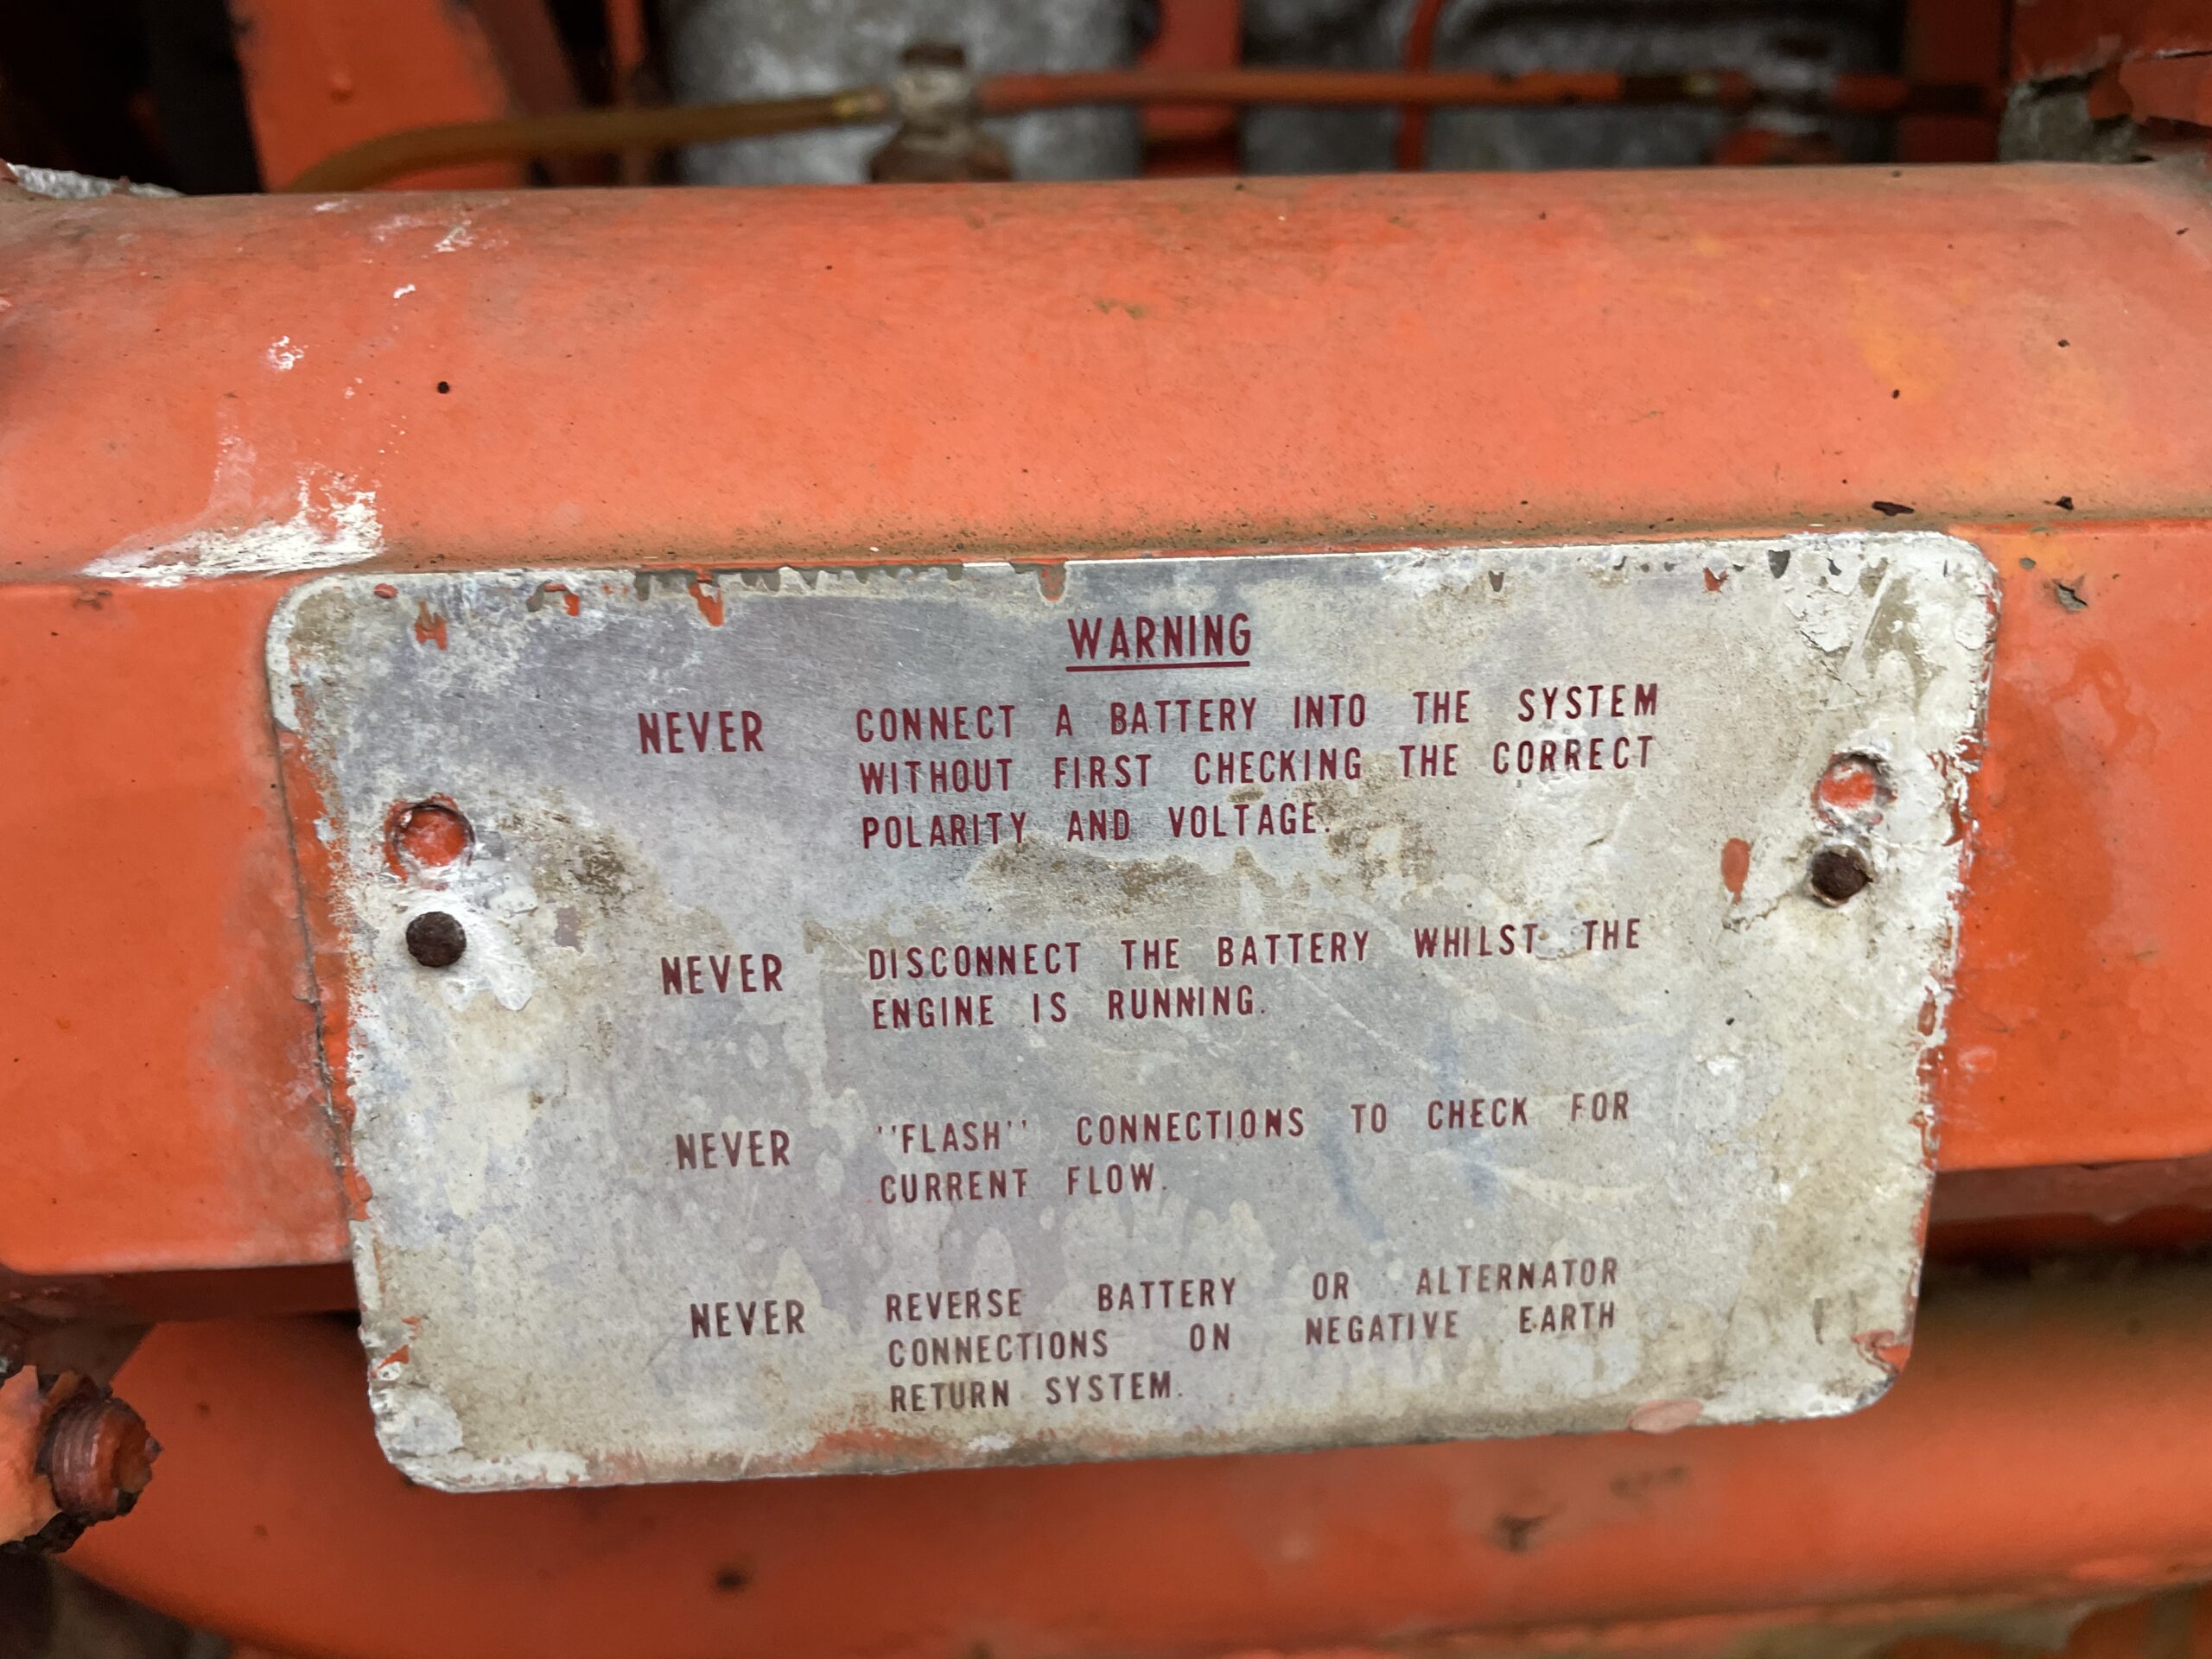 WARNING
NEVER CONNECT A BATTERY INTO THE SYSTEM
WITHOUT FIRST CHECKING THE CORRECT
POLARITY AND VOLTAGE.
NEVER DISCONNECT THE BATTERY WHILST THE
ENGINE IS RUNNING.
NEVER "FLASH" CONNECTIONS TO CHECK FOR
CURRENT FLOW.
NEVER REVERSE BATTERY OR ALTERNATOR
CONNECTIONS ON NEGATIVE EARTH
RETURN SYSTEM.